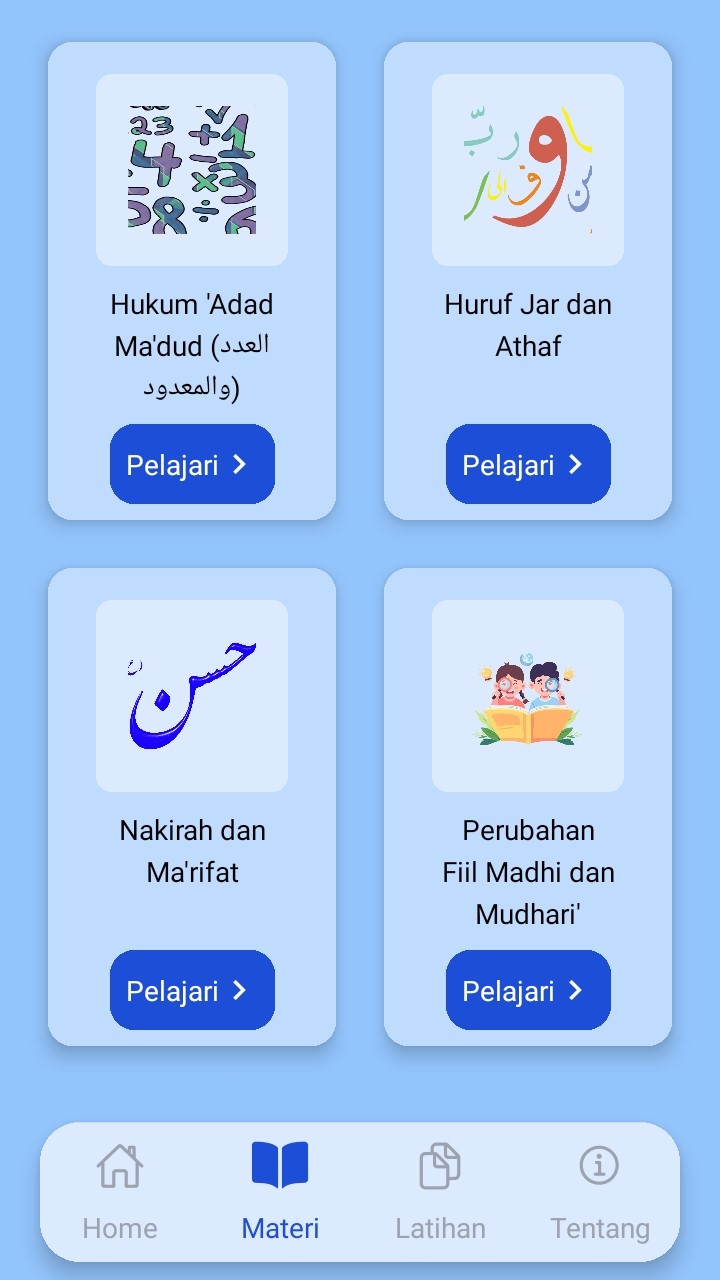 Hukum 'Adad
Ma'dud (العدد
والمعدود)
Pelajari
Huruf Jar dan
Athaf
Pelajari
حسن
Nakirah dan
Ma'rifat
Pelajari
Perubahan
Fiil Madhi dan
Mudhari'
Pelajari
Home
Materi
Latihan
Tentang